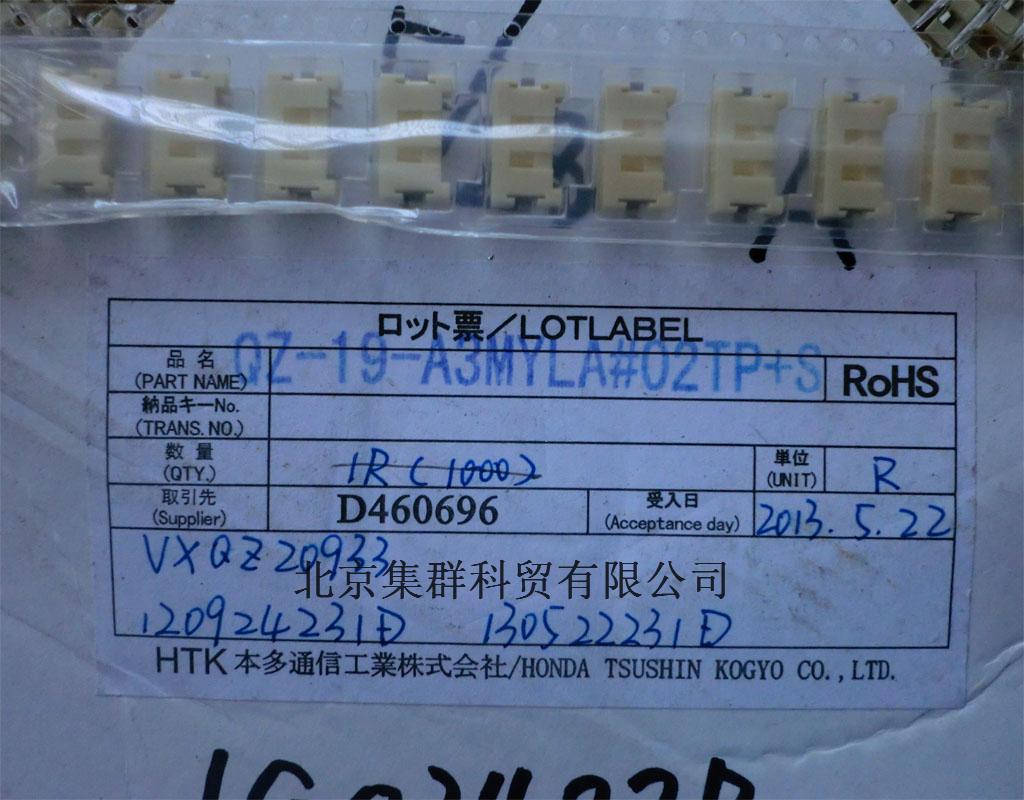 ロット票／LOTLABEL
品名 QZ-19-A3MYLA#02TP+S RoHS
(PART NAME)
納品キーNo.
(TRANS.NO.)
数量 1R (1000) 単位 R
(QTY.) (UNIT)
取引先 D460696 受入日 2013.5.22
(Supplier) (Acceptance day)
VXQZ20933
北京集群科贸有限公司
120924231D 130522231D
HTK 本多通信工業株式会社/HONDA TSUSHIN KOGYO CO.,LTD.